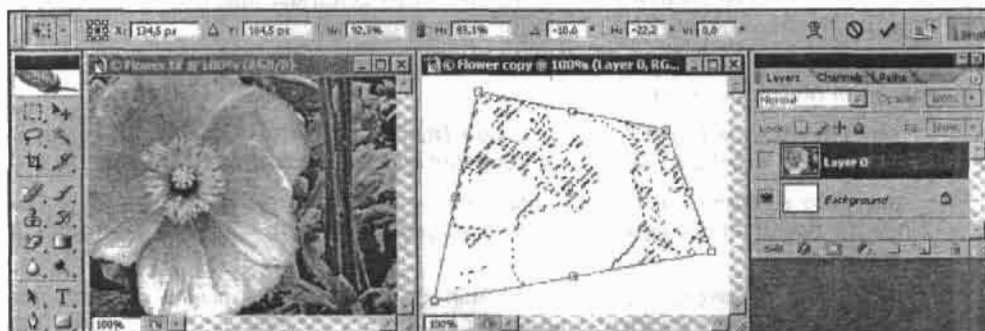 X: 134,5 px Y: 164,5 px W: 92,3% H: 83,1% -10,0 ° H: -22,2 ° V: 0,0 °
© Flower.tif @ 100% (RGB/8)
© Flower copy @ 100% (Layer 0, RG...
Layers Channels Paths
Normal Opacity: 100%
Lock: Fill: 100%
Layer 0
Background
T
100%
100%